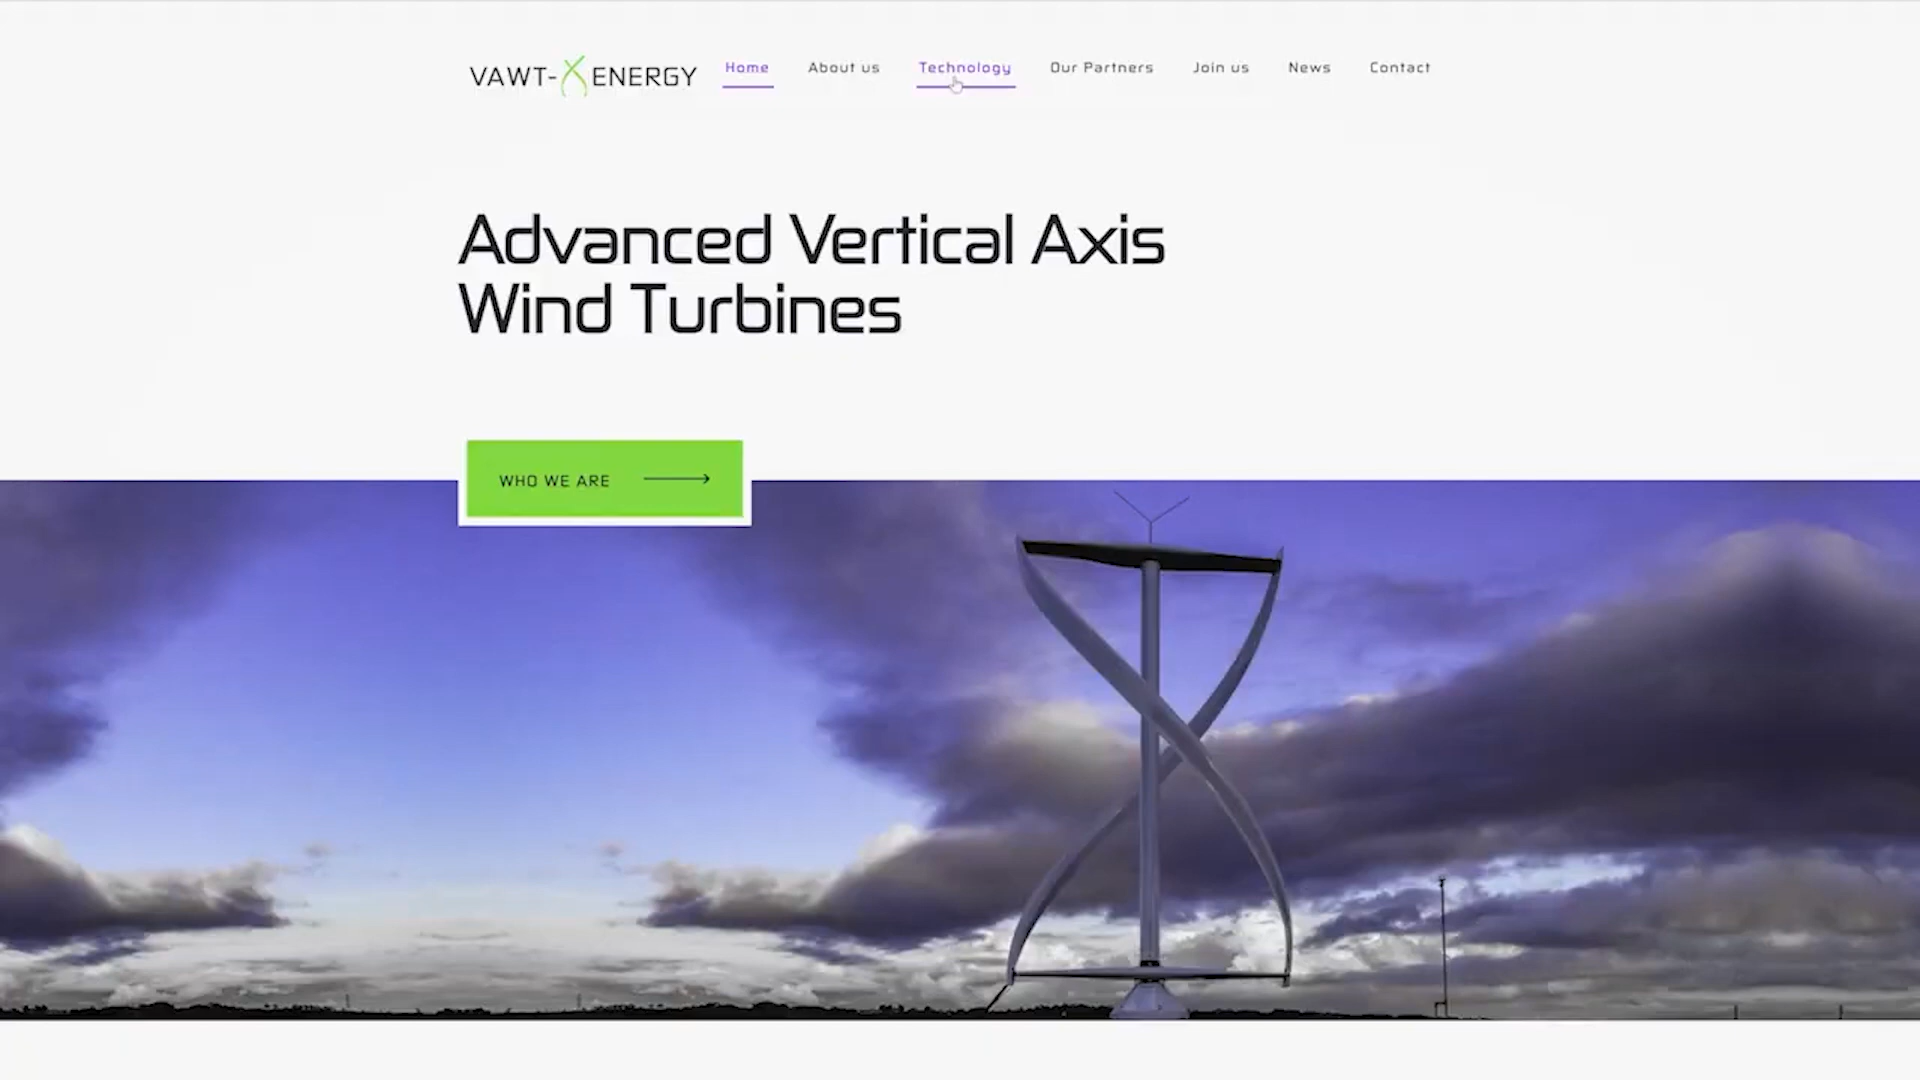 VAWT-XENERGY
Home
About us
Technology
Our Partners
Join us
News
Contact
Advanced Vertical Axis
Wind Turbines
WHO WE ARE